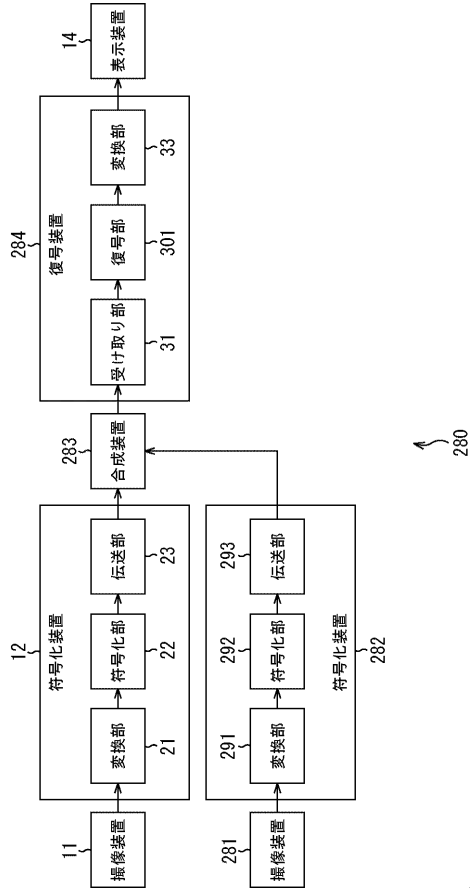 11
撮像装置
12
符号化装置
21
変換部
22
符号化部
23
伝送部
283
合成装置
284
復号装置
31
受け取り部
301
復号部
33
変換部
14
表示装置
281
撮像装置
282
符号化装置
291
変換部
292
符号化部
293
伝送部
280